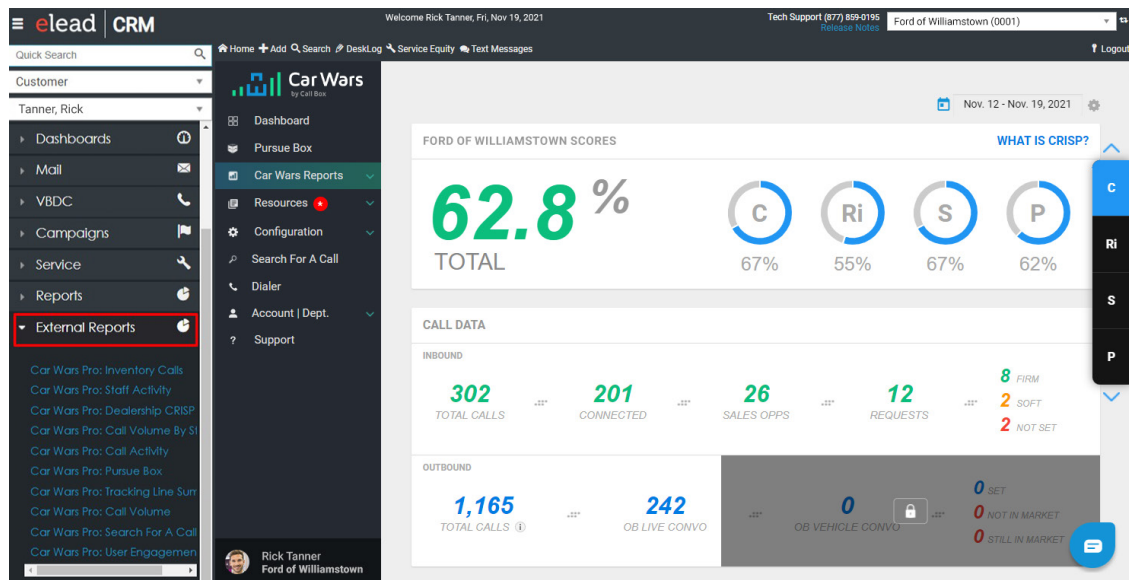 elead CRM
Welcome Rick Tanner, Fri, Nov 19, 2021
Tech Support (877) 859-0195
Release Notes
Ford of Williamstown (0001)
Quick Search
Home Add Search DeskLog Service Equity Text Messages
Logout
Customer
Tanner, Rick
Dashboards
Mail
VBDC
Campaigns
Service
Reports
External Reports
Car Wars Pro: Inventory Calls
Car Wars Pro: Staff Activity
Car Wars Pro: Dealership CRISP
Car Wars Pro: Call Volume By St
Car Wars Pro: Call Activity
Car Wars Pro: Pursue Box
Car Wars Pro: Tracking Line Sum
Car Wars Pro: Call Volume
Car Wars Pro: Search For A Call
Car Wars Pro: User Engagemen
Car Wars
by Call Box
Dashboard
Pursue Box
Car Wars Reports
Resources
Configuration
Search For A Call
Dialer
Account | Dept.
? Support
Rick Tanner
Ford of Williamstown
Nov. 12 - Nov. 19, 2021
FORD OF WILLIAMSTOWN SCORES
WHAT IS CRISP?
62.8 %
TOTAL
C Ri S P
67% 55% 67% 62%
C
Ri
S
P
CALL DATA
INBOUND
302
TOTAL CALLS
201
CONNECTED
26
SALES OPPS
12
REQUESTS
8 FIRM
2 SOFT
2 NOT SET
OUTBOUND
1,165
TOTAL CALLS
242
OB LIVE CONVO
0
OB VEHICLE CONVO
0 SET
0 NOT IN MARKET
0 STILL IN MARKET